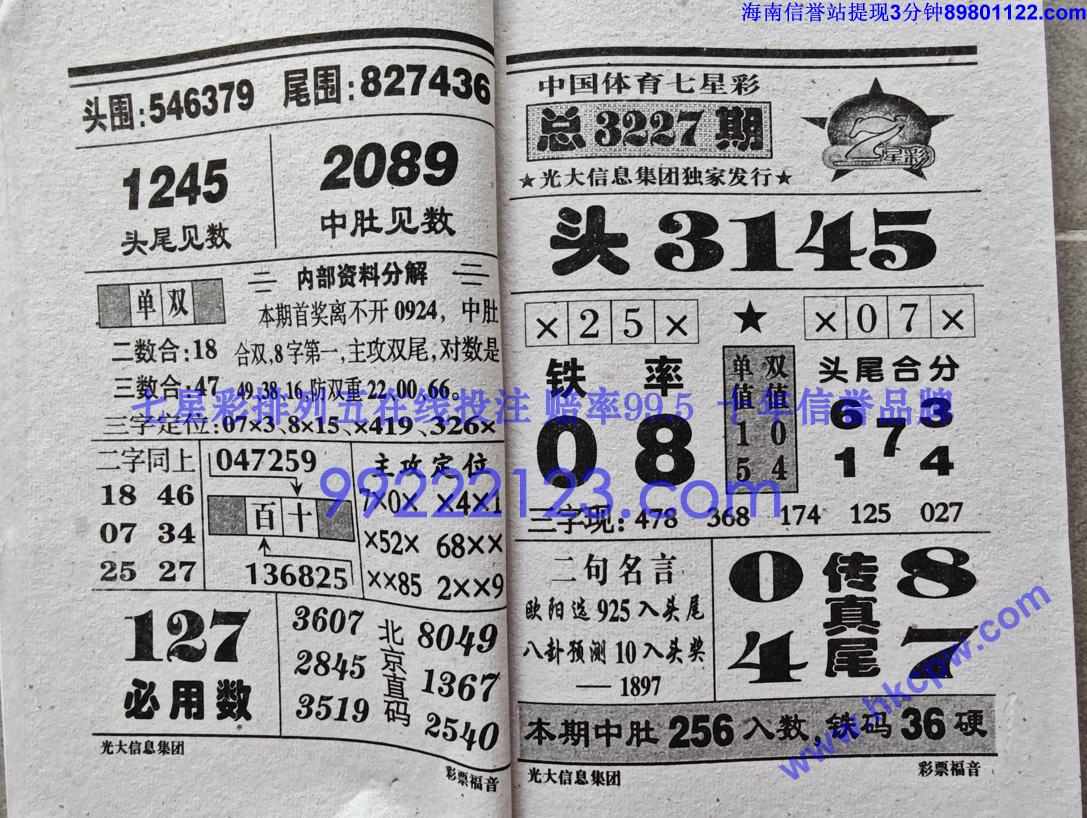 海南信誉站提现3分钟89801122.com
头围:546379 尾围:827436
1245
头尾见数
2089
中肚见数
单双
二 内部资料分解 二
本期首奖离不开0924，中肚
二数合:18 合双,8字第一,主攻双尾,对数是
三数合:47 49、38、16,防双重22、00、66。
三字定位:07×3、8×15、×419、326×
七星彩排列五在线投注 赔率99.5 十年信誉品牌
99222123.com
二字同上
18 46
07 34
25 27
047259
百十
136825
主攻定位
7×0× ×4×1
×52× 68××
××85 2××9
127
必用数
3607
2845
3519
北京直码
8049
1367
2540
光大信息集团
彩票福音
中国体育七星彩
总3227期
★光大信息集团独家发行★
7星彩
头3145
×25× ★ ×07×
铁率
08
单值15
双值04
头尾合分
6 3
7
1 4
三字现: 478 368 174 125 027
二句名言
欧阳选925入头尾
八卦预测10入头奖
——1897
0 8
传真尾
4 7
本期中肚256入数,铁码36硬
光大信息集团
彩票福音
www.hkcpw.com